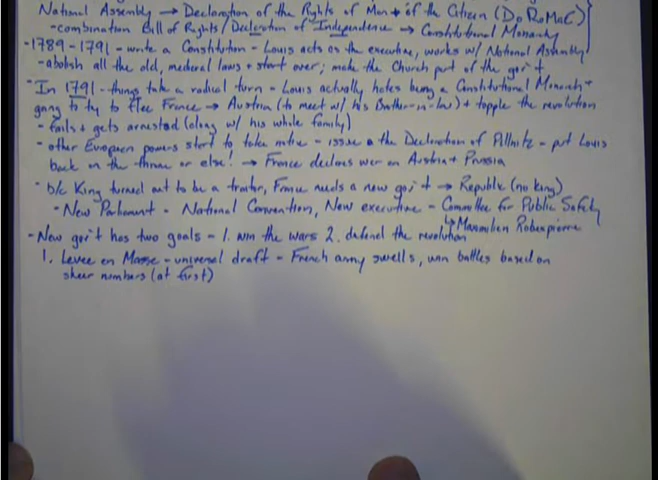 National Assembly → Declaration of the Rights of Man + of the Citizen (DoRoMaC)
-combination Bill of Rights/Declaration of Independence → Constitutional Monarchy
-1789-1791 - write a Constitution - Louis acts as the executive, works w/ National Assembly
-abolish all the old, medieval laws + start over; make the Church part of the gov't
-In 1791 - things take a radical turn - Louis actually hates being a Constitutional Monarch +
going to try to flee France → Austria (to meet w/ his Brother-in-law) + topple the revolution
- fails + gets arrested (along w/ his whole family)
- other European powers start to take notice - issue the Declaration of Pillnitz - put Louis
back on the throne or else! → France declares war on Austria + Prussia
- b/c King turned out to be a traitor, France needs a new gov't → Republic (no king)
- New Parliament - National Convention, New executive - Committee for Public Safety
↳ Maximilien Robespierre
- New gov't has two goals - 1. win the wars 2. defend the revolution
1. Levee en Masse - universal draft - French army swells, win battles based on
sheer numbers (at first)